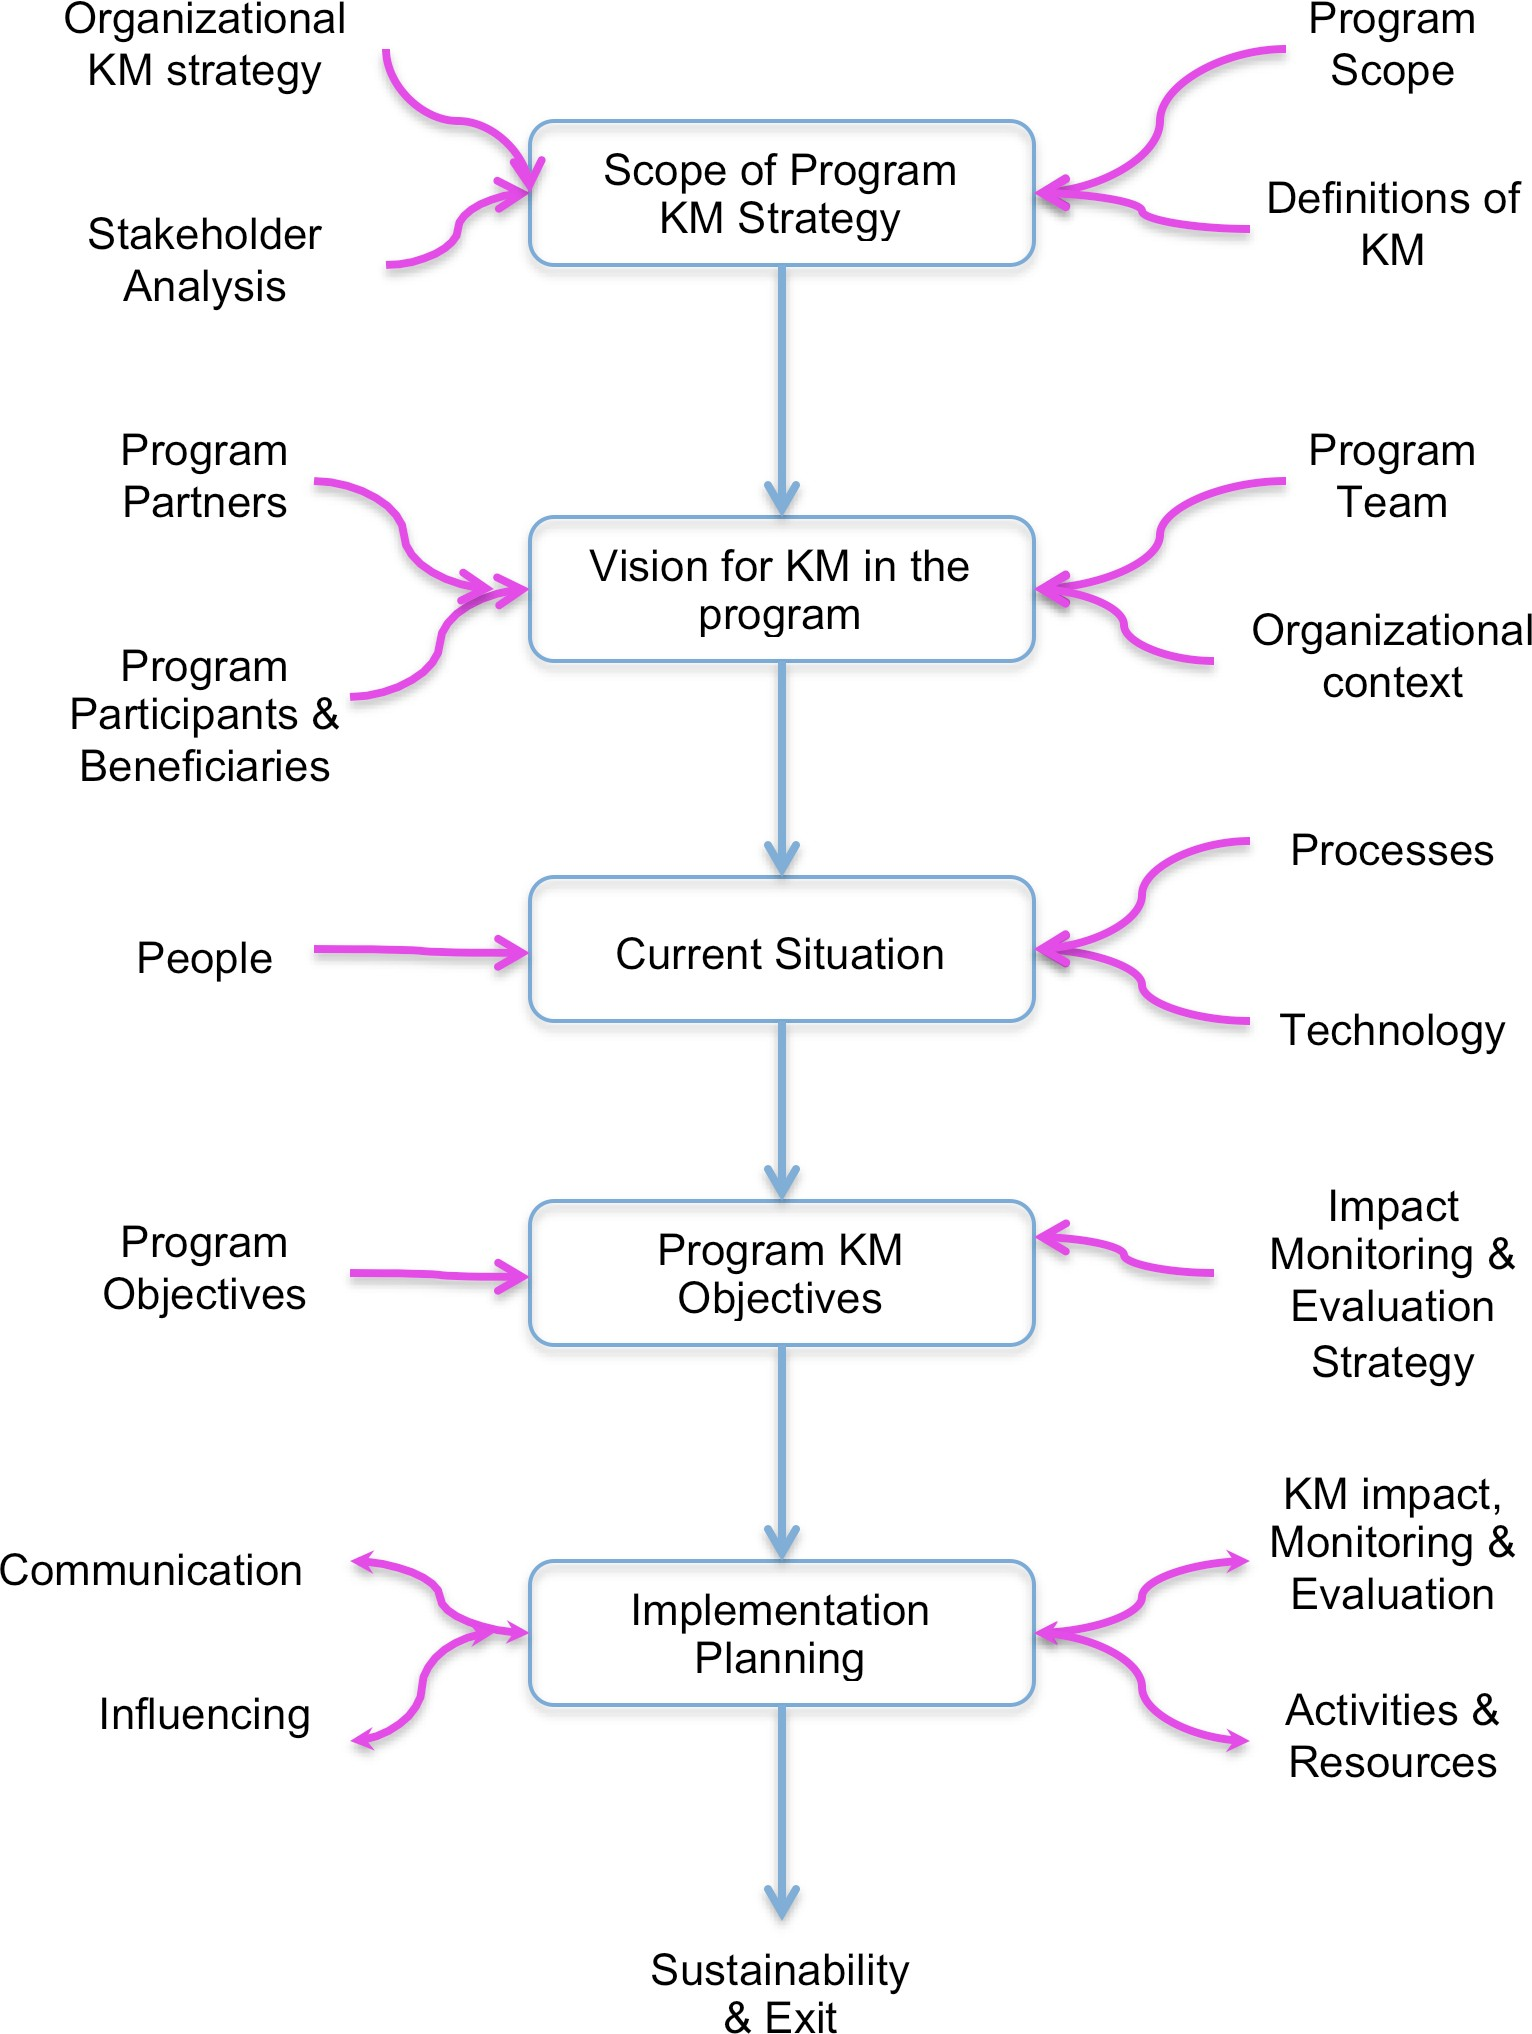 Organizational
KM strategy
Program
Scope
Scope of Program
KM Strategy
Stakeholder
Analysis
Definitions of
KM
Program
Partners
Program
Team
Vision for KM in the
program
Program
Participants &
Beneficiaries
Organizational
context
Processes
People
Current Situation
Technology
Program
Objectives
Program KM
Objectives
Impact
Monitoring &
Evaluation
Strategy
Communication
KM impact,
Monitoring &
Evaluation
Implementation
Planning
Influencing
Activities &
Resources
Sustainability
& Exit